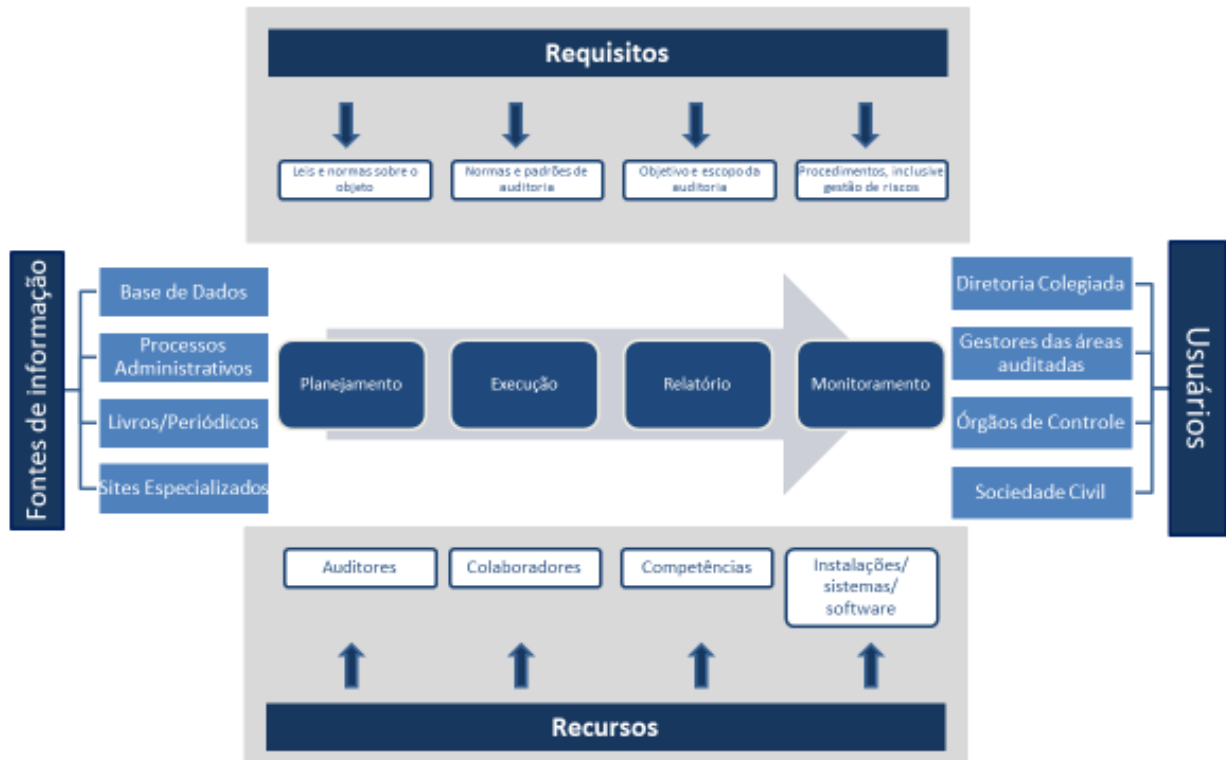 Requisitos
Leis e normas sobre o
objeto
Normas e padrões de
auditoria
Objetivo e escopo da
auditoria
Procedimentos, inclusive
gestão de riscos
Fontes de informação
Base de Dados
Processos
Administrativos
Livros/Periódicos
Sites Especializados
Planejamento
Execução
Relatório
Monitoramento
Diretoria Colegiada
Gestores das áreas
auditadas
Órgãos de Controle
Sociedade Civil
Usuários
Auditores
Colaboradores
Competências
Instalações/
sistemas/
software
Recursos